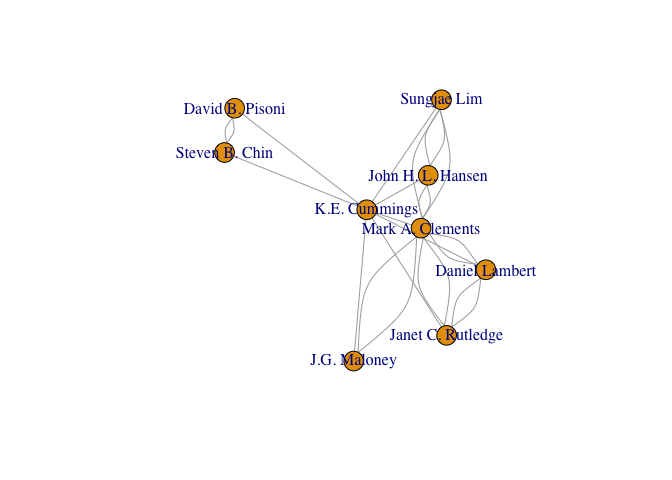 Sungjae Lim
David B. Pisoni
Steven B. Chin
John H. L. Hansen
K.E. Cummings
Mark A. Clements
Daniel Lambert
Janet C. Rutledge
J.G. Maloney